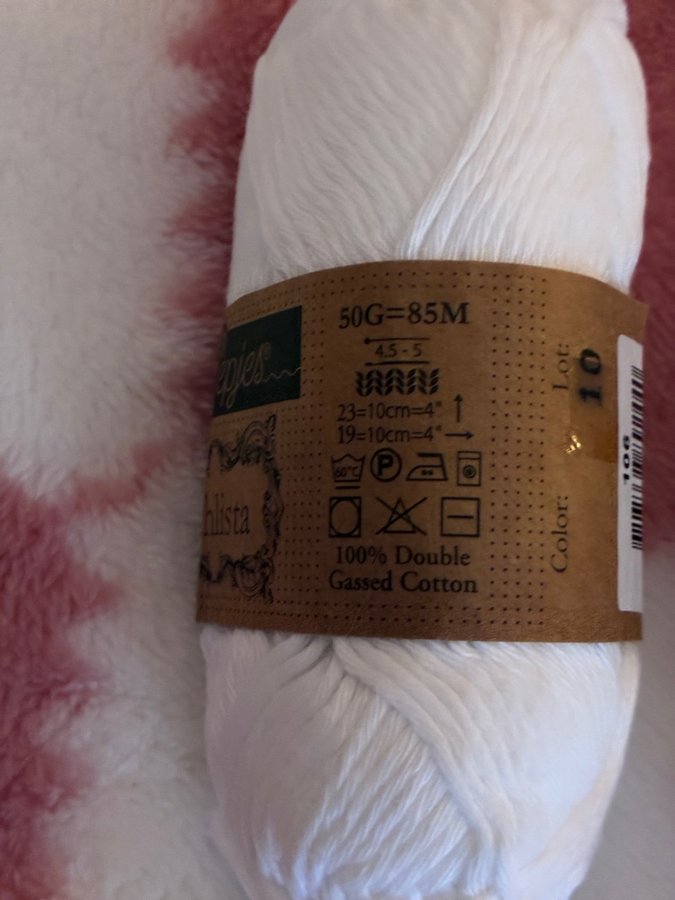 50G=85M
4.5 - 5
23=10cm=4"
19=10cm=4"
60°C
P
100% Double
Gassed Cotton
Lot:
10
Color:
106